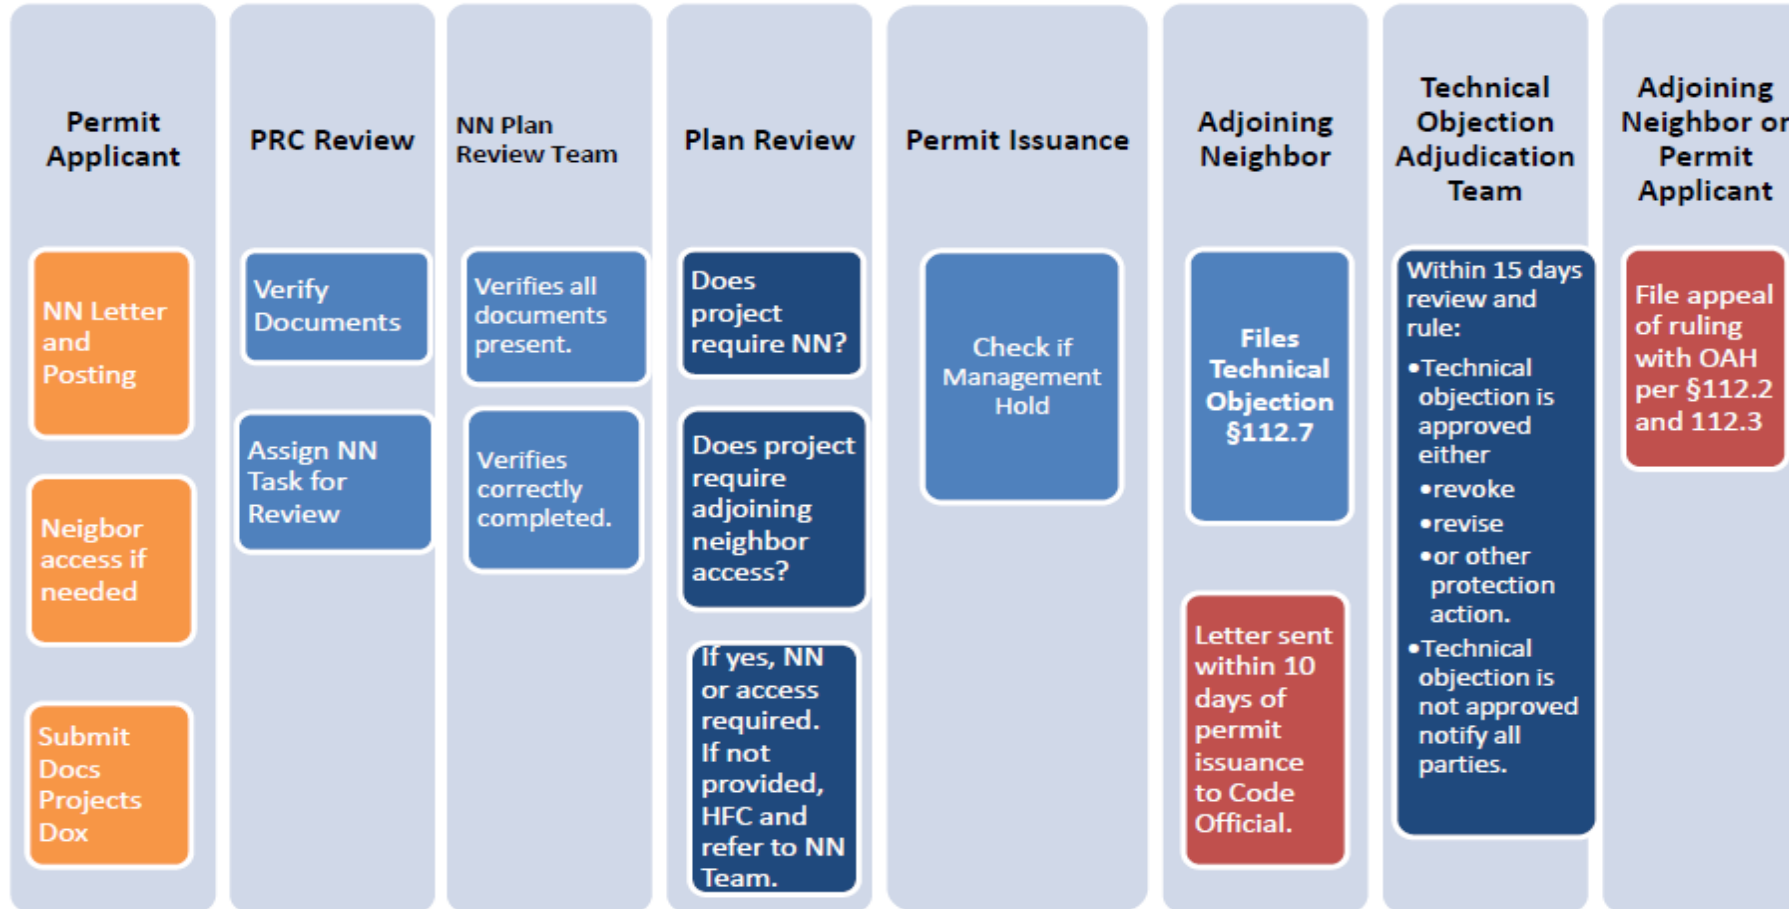 Permit
Applicant
NN Letter
and
Posting
Neigbor
access if
needed
Submit
Docs
Projects
Dox
PRC Review
Verify
Documents
Assign NN
Task for
Review
NN Plan
Review Team
Verifies all
documents
present.
Verifies
correctly
completed.
Plan Review
Does
project
require NN?
Does project
require
adjoining
neighbor
access?
If yes, NN
or access
required.
If not
provided,
HFC and
refer to NN
Team.
Permit Issuance
Check if
Management
Hold
Adjoining
Neighbor
Files
Technical
Objection
§112.7
Letter sent
within 10
days of
permit
issuance
to Code
Official.
Technical
Objection
Adjudication
Team
Within 15 days
review and
rule:
•Technical
objection is
approved
either
•revoke
•revise
•or other
protection
action.
•Technical
objection is
not approved
notify all
parties.
Adjoining
Neighbor or
Permit
Applicant
File appeal
of ruling
with OAH
per §112.2
and 112.3